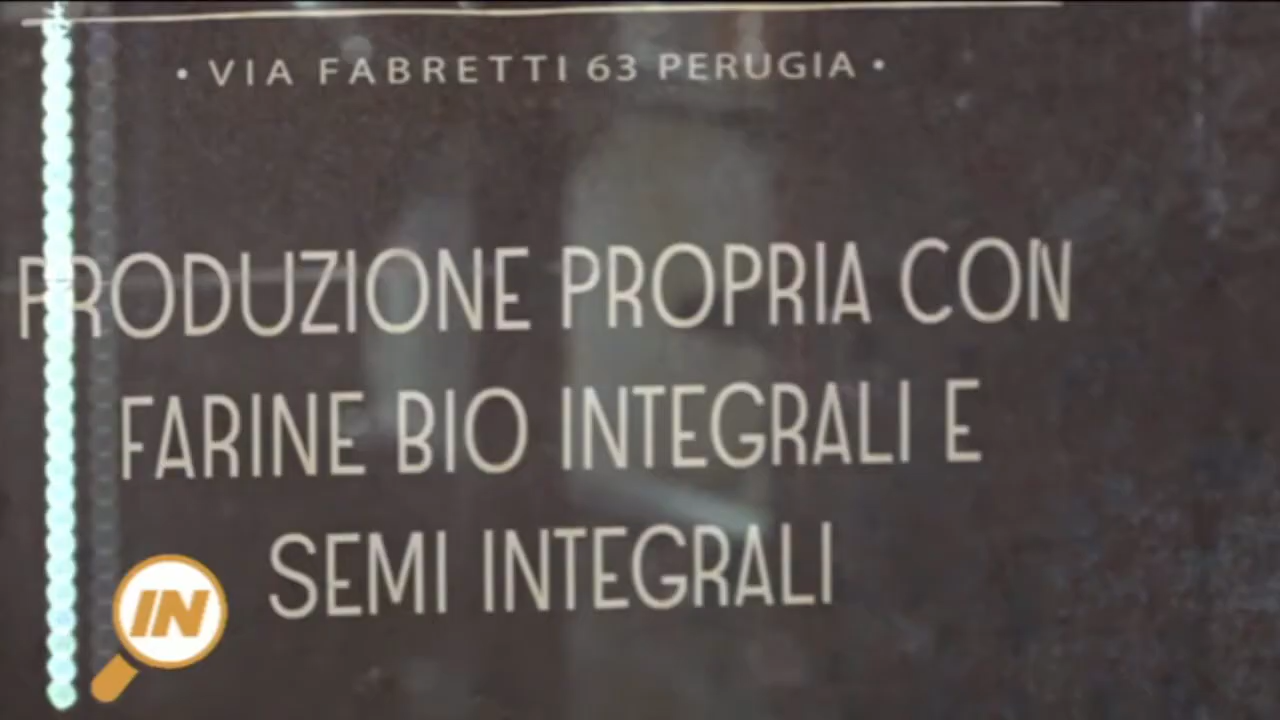 • VIA FABRETTI 63 PERUGIA •
PRODUZIONE PROPRIA CON
FARINE BIO INTEGRALI E
SEMI INTEGRALI
IN